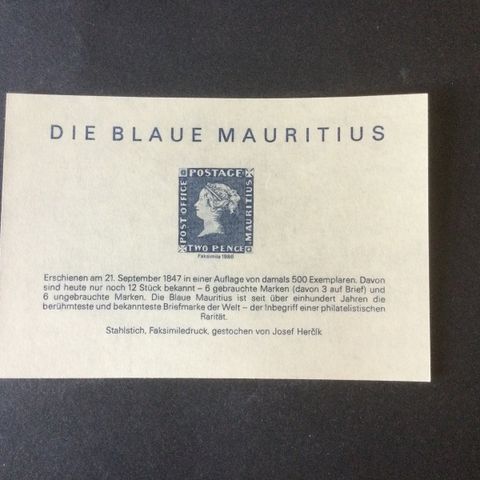 DIE BLAUE MAURITIUS
POSTAGE
POST OFFICE
MAURITIUS
TWO PENCE
Faksimile 1986
Erschienen am 21. September 1847 in einer Auflage von damals 500 Exemplaren. Davon
sind heute nur noch 12 Stück bekannt – 6 gebrauchte Marken (davon 3 auf Brief) und
6 ungebrauchte Marken. Die Blaue Mauritius ist seit über einhundert Jahren die
berühmteste und bekannteste Briefmarke der Welt – der Inbegriff einer philatelistischen
Rarität.
Stahlstich, Faksimiledruck, gestochen von Josef Herčík